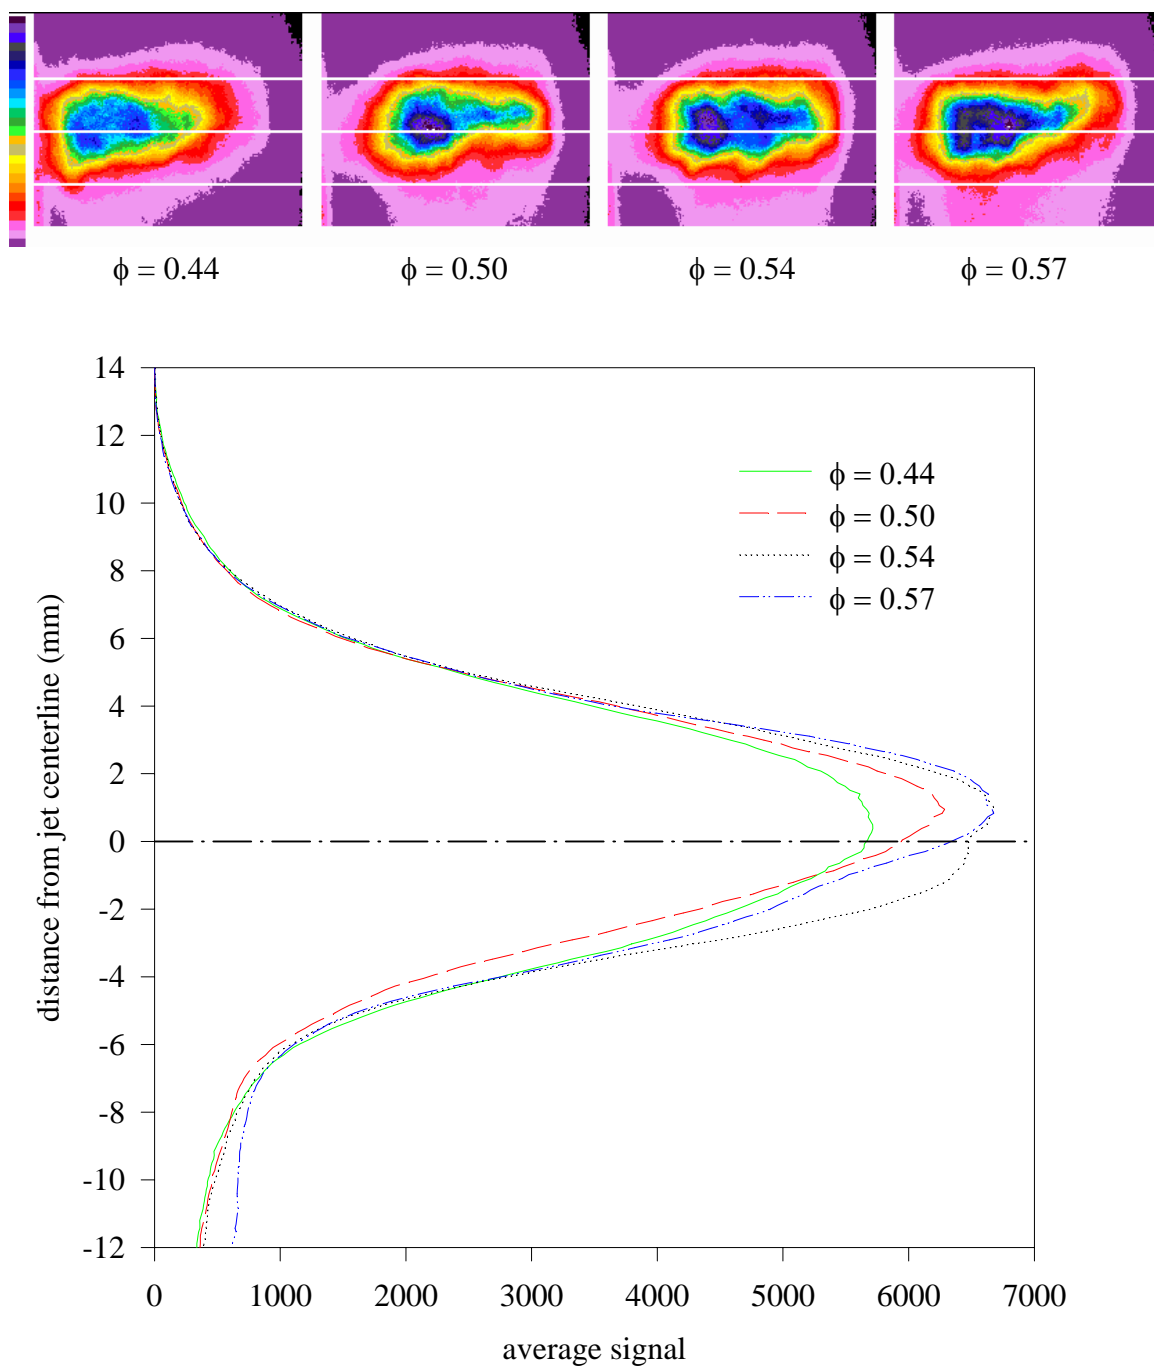 ϕ = 0.44 ϕ = 0.50 ϕ = 0.54 ϕ = 0.57
14
12
10
8
6
4
2
0
-2
-4
-6
-8
-10
-12
distance from jet centerline (mm)
ϕ = 0.44
ϕ = 0.50
ϕ = 0.54
ϕ = 0.57
0 1000 2000 3000 4000 5000 6000 7000
average signal